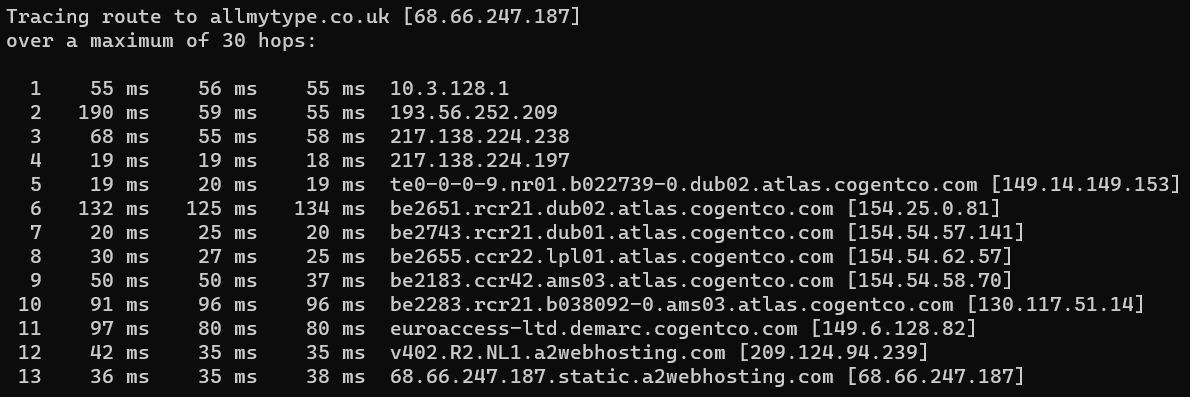 Tracing route to allmytype.co.uk [68.66.247.187]
over a maximum of 30 hops:
1 55 ms 56 ms 55 ms 10.3.128.1
2 190 ms 59 ms 55 ms 193.56.252.209
3 68 ms 55 ms 58 ms 217.138.224.238
4 19 ms 19 ms 18 ms 217.138.224.197
5 19 ms 20 ms 19 ms te0-0-0-9.nr01.b022739-0.dub02.atlas.cogentco.com [149.14.149.153]
6 132 ms 125 ms 134 ms be2651.rcr21.dub02.atlas.cogentco.com [154.25.0.81]
7 20 ms 25 ms 20 ms be2743.rcr21.dub01.atlas.cogentco.com [154.54.57.141]
8 30 ms 27 ms 25 ms be2655.ccr22.lpl01.atlas.cogentco.com [154.54.62.57]
9 50 ms 50 ms 37 ms be2183.ccr42.ams03.atlas.cogentco.com [154.54.58.70]
10 91 ms 96 ms 96 ms be2283.rcr21.b038092-0.ams03.atlas.cogentco.com [130.117.51.14]
11 97 ms 80 ms 80 ms euroaccess-ltd.demarc.cogentco.com [149.6.128.82]
12 42 ms 35 ms 35 ms v402.R2.NL1.a2webhosting.com [209.124.94.239]
13 36 ms 35 ms 38 ms 68.66.247.187.static.a2webhosting.com [68.66.247.187]